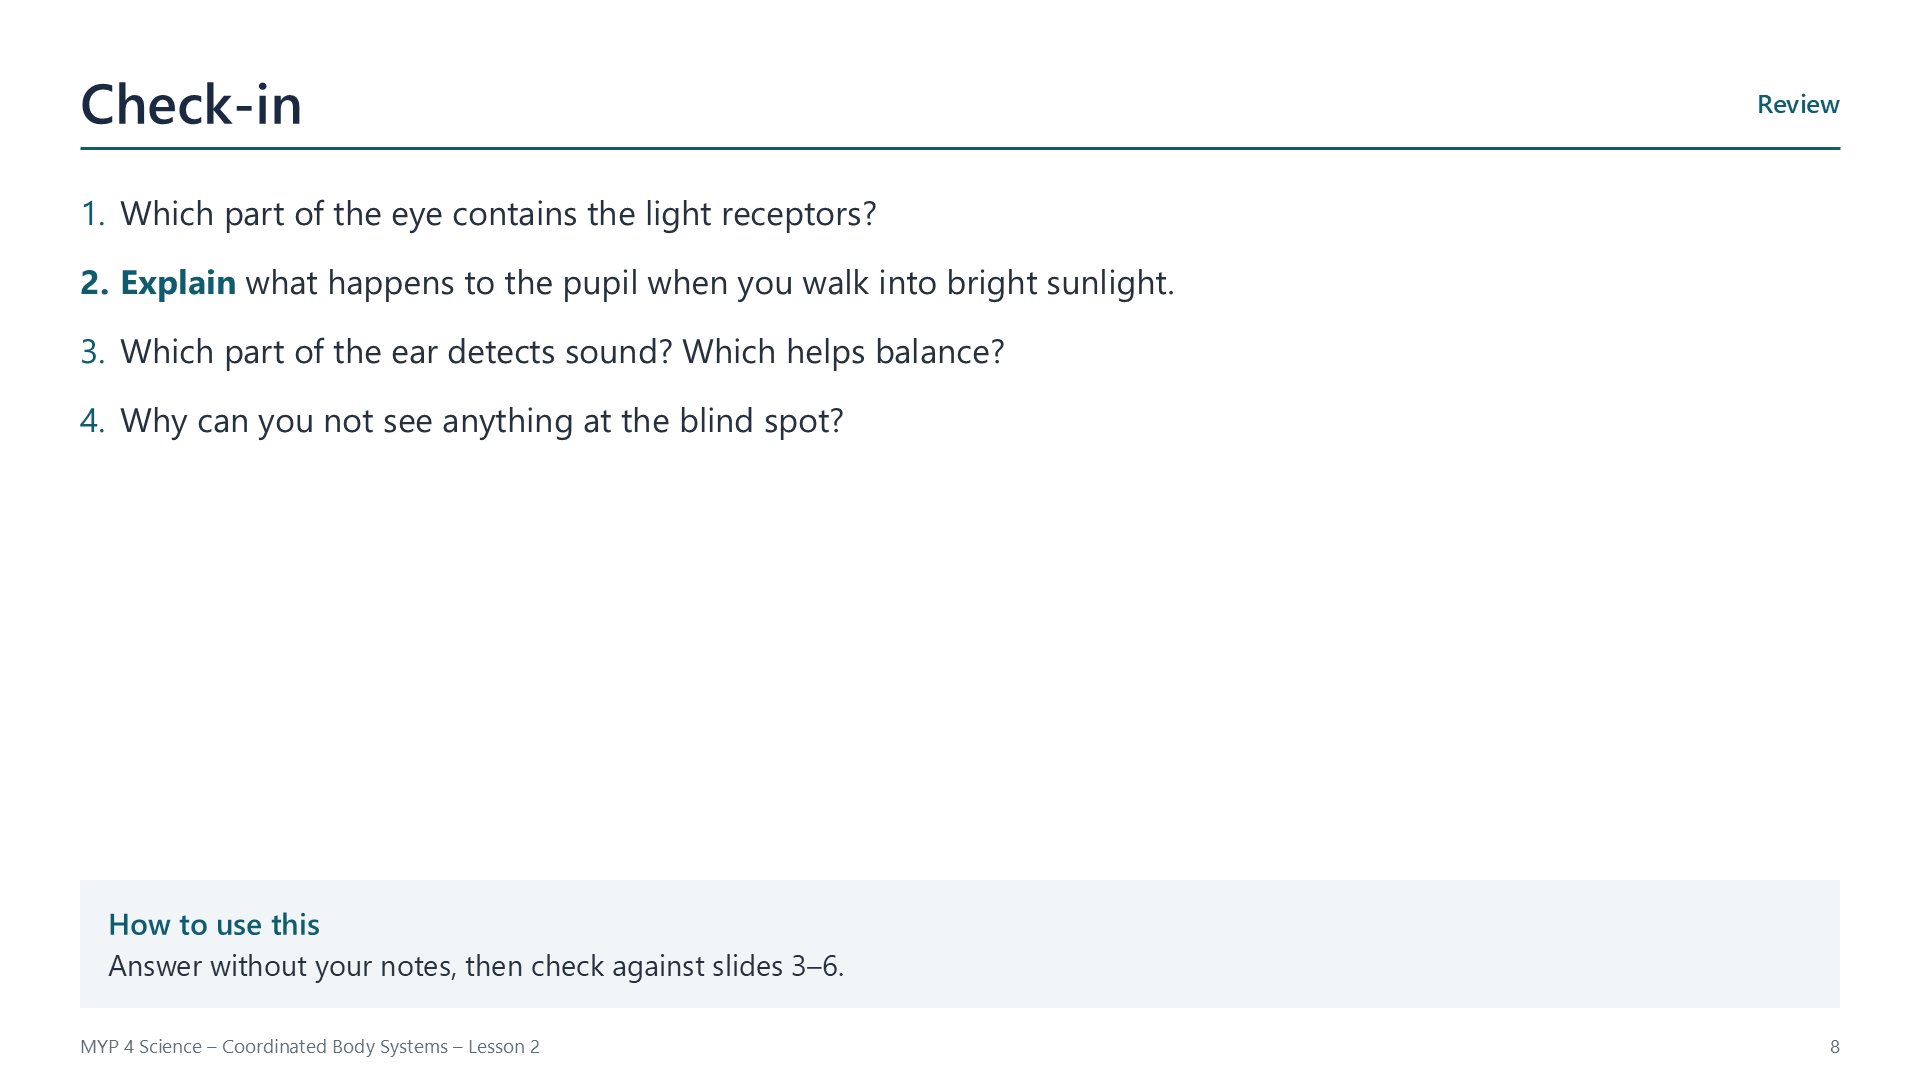 Check-in
Review
1. Which part of the eye contains the light receptors?
2. Explain what happens to the pupil when you walk into bright sunlight.
3. Which part of the ear detects sound? Which helps balance?
4. Why can you not see anything at the blind spot?
How to use this
Answer without your notes, then check against slides 3–6.
MYP 4 Science – Coordinated Body Systems – Lesson 2
8